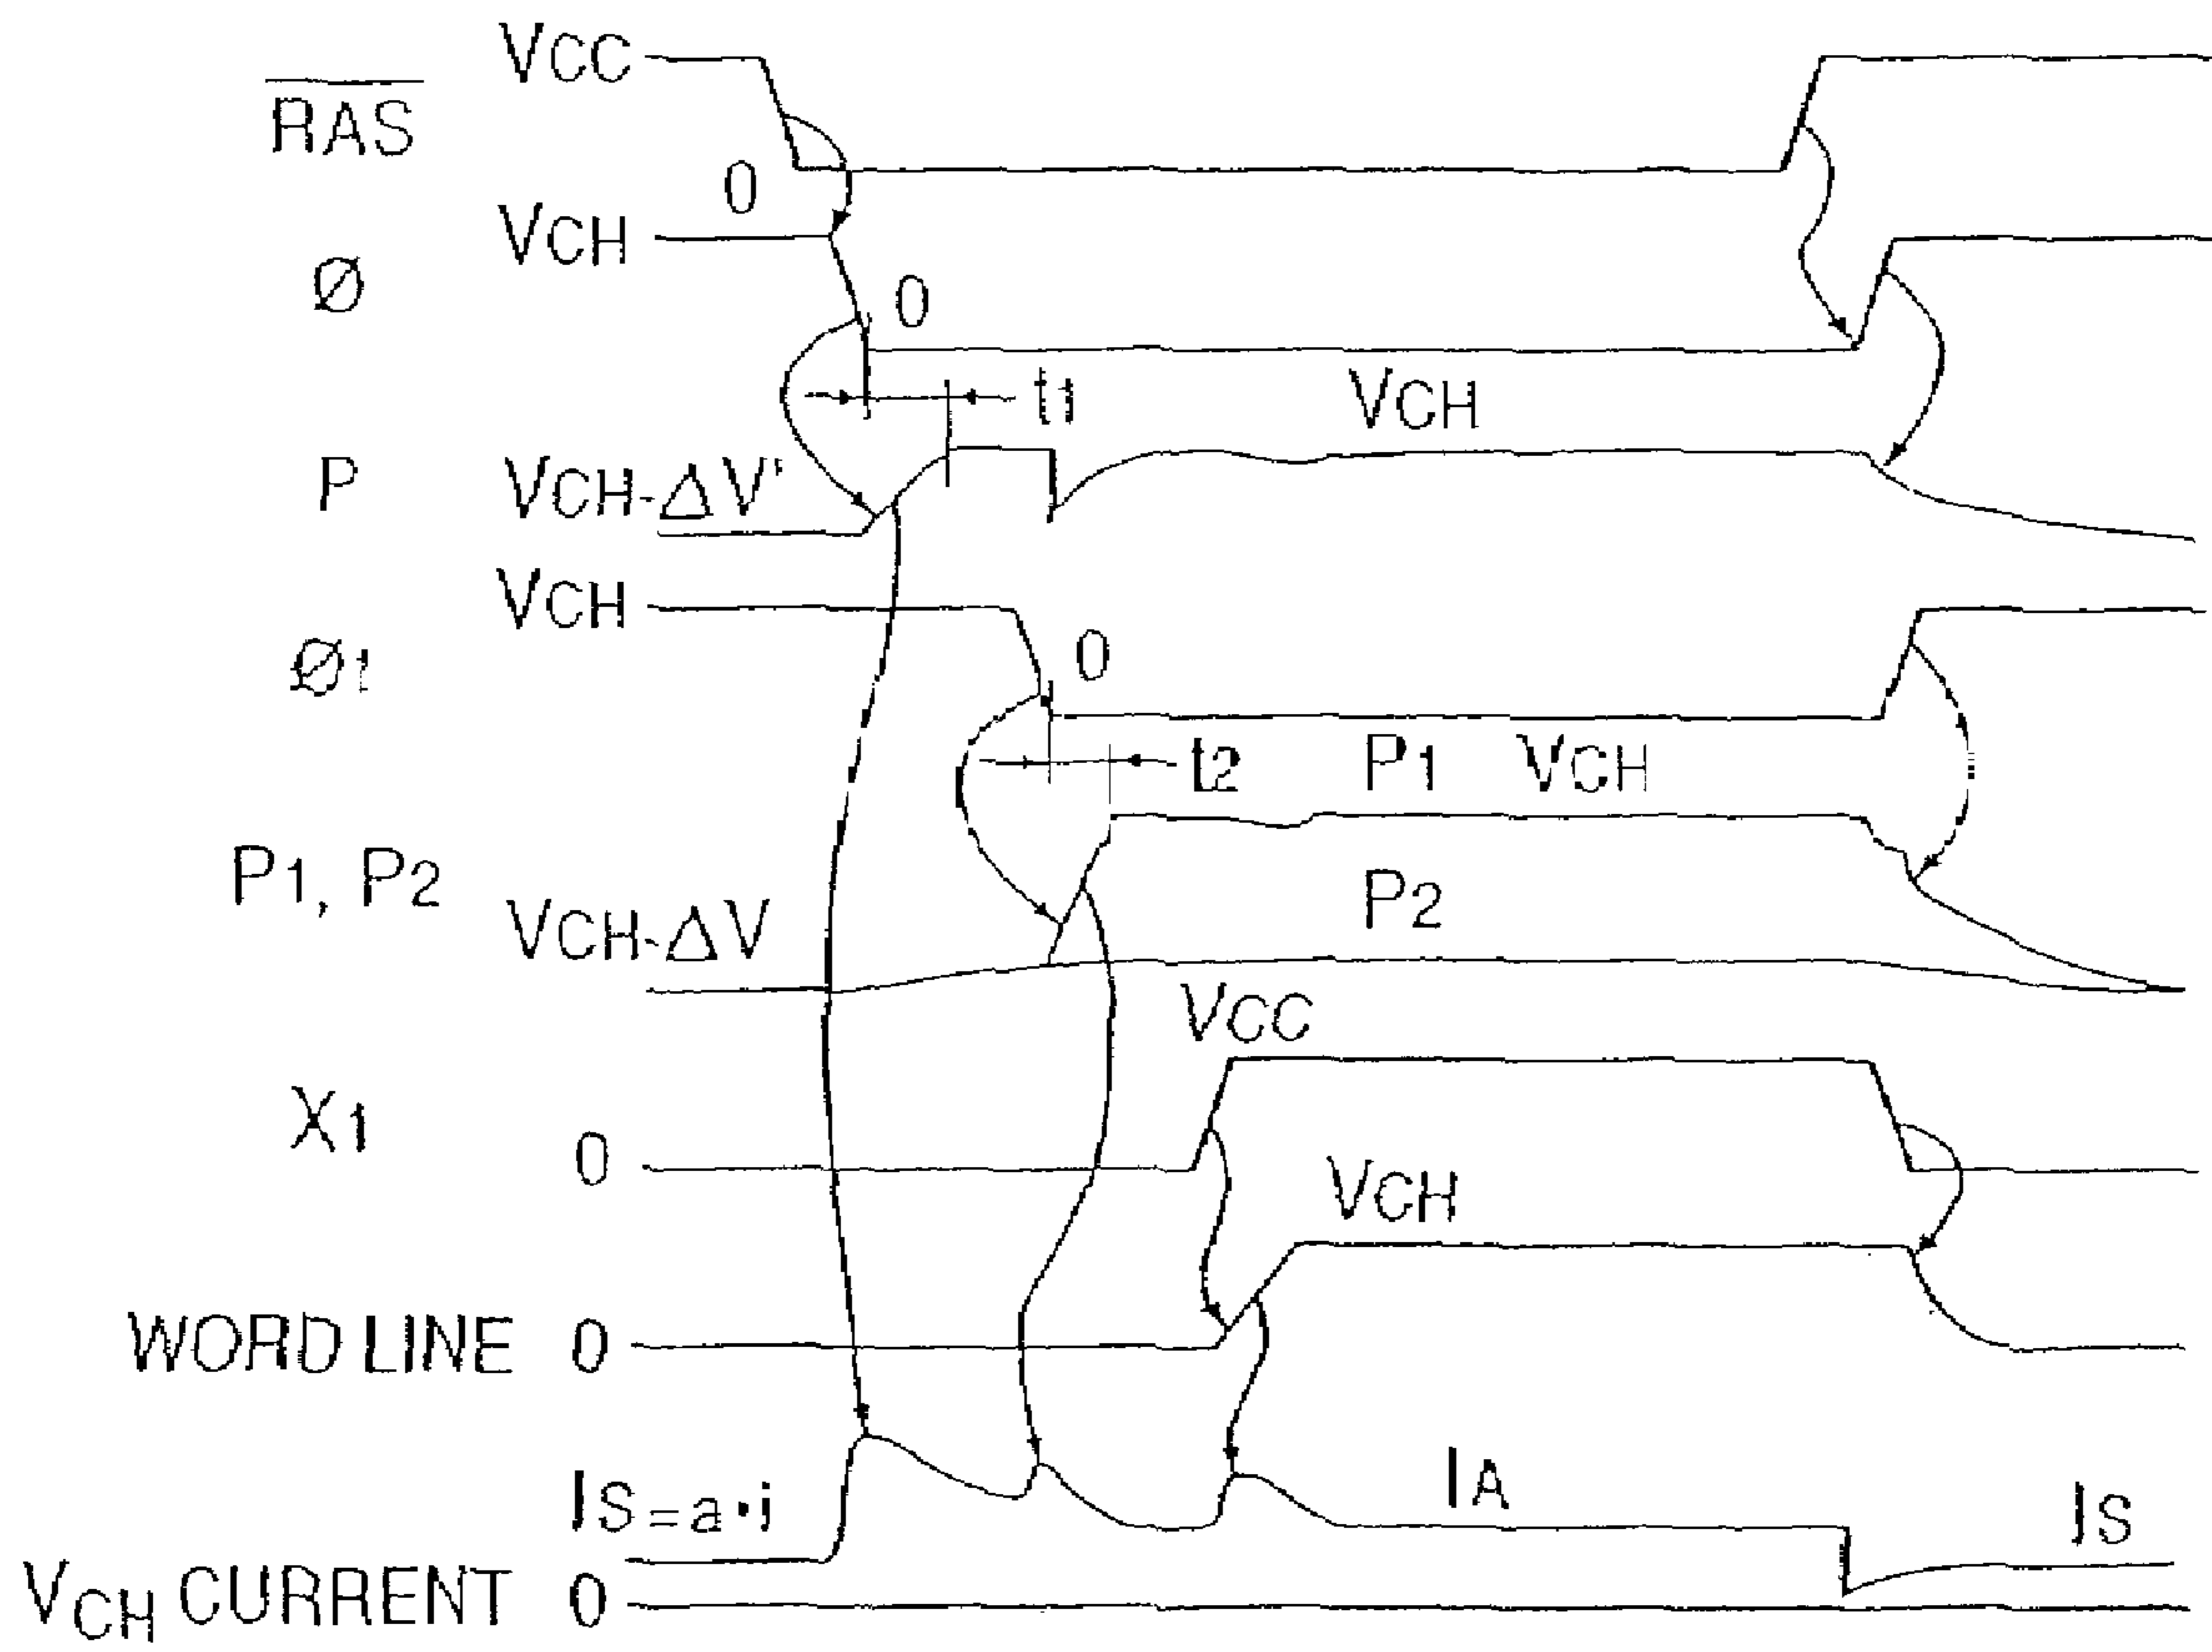 VCC
R̅A̅S̅
0
VCH
Ø
0
t1
VCH
P
VCH-ΔV'
VCH
Ø1
0
t2
P1 VCH
P1, P2
P2
VCH-ΔV
VCC
X1
0
VCH
WORD LINE 0
IS=a·i
IA
IS
VCH CURRENT 0